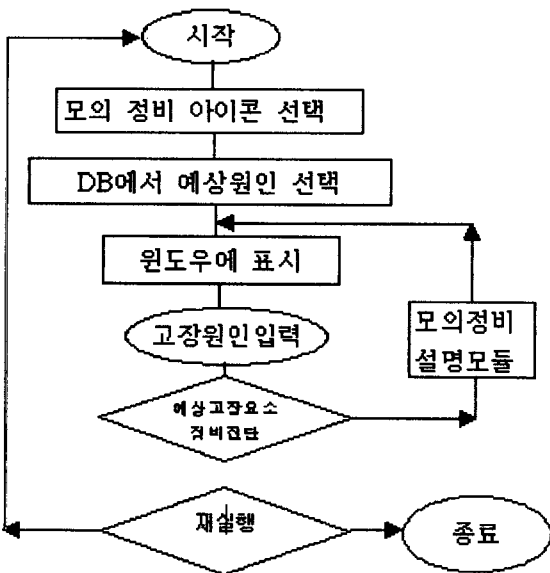 시작
모의 정비 아이콘 선택
DB에서 예상원인 선택
윈도우에 표시
고장원인입력
모의정비
설명모듈
예상고장요소
정비진단
재실행
종료